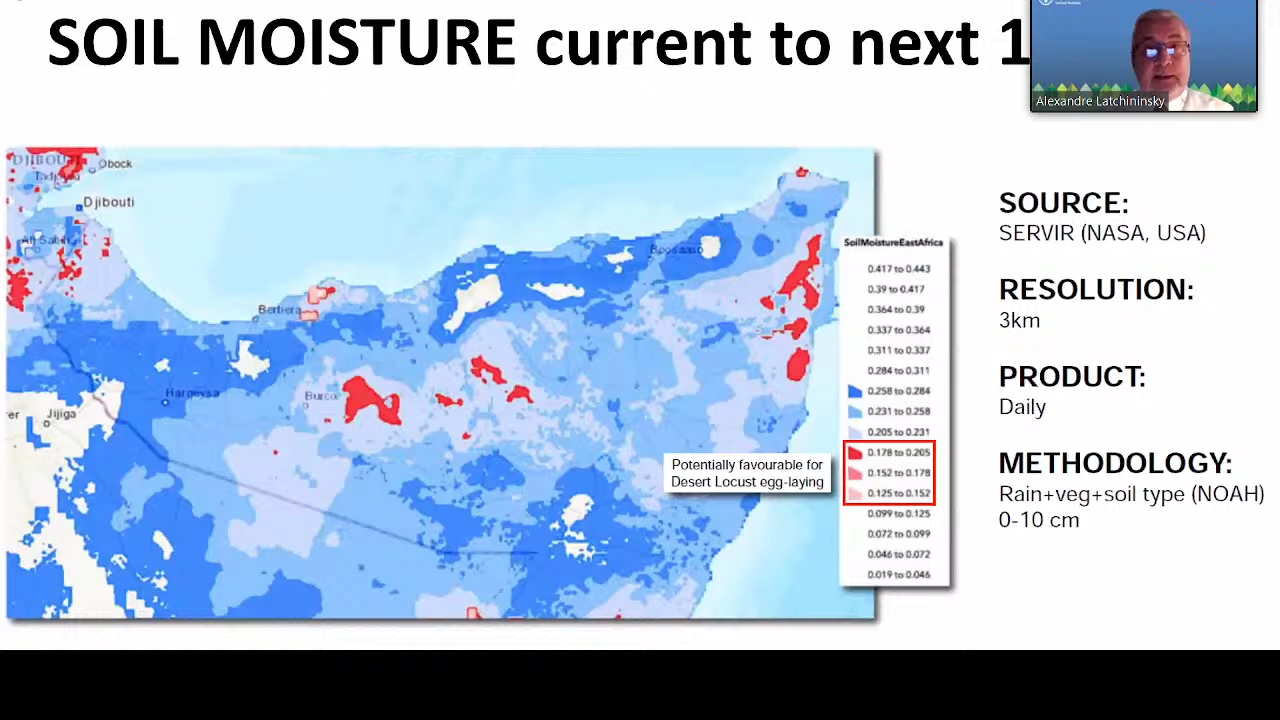 SOIL MOISTURE current to next 1
Alexandre Latchininsky
DJIBOUTI
Obock
Djibouti
Berbera
Boosaaso
Hargeysa
Burco
Jijiga
SoilMoistureEastAfrica
0.417 to 0.443
0.39 to 0.417
0.364 to 0.39
0.337 to 0.364
0.311 to 0.337
0.284 to 0.311
0.258 to 0.284
0.231 to 0.258
0.205 to 0.231
0.178 to 0.205
0.152 to 0.178
0.125 to 0.152
0.099 to 0.125
0.072 to 0.099
0.046 to 0.072
0.019 to 0.046
Potentially favourable for
Desert Locust egg-laying
SOURCE:
SERVIR (NASA, USA)
RESOLUTION:
3km
PRODUCT:
Daily
METHODOLOGY:
Rain+veg+soil type (NOAH)
0-10 cm